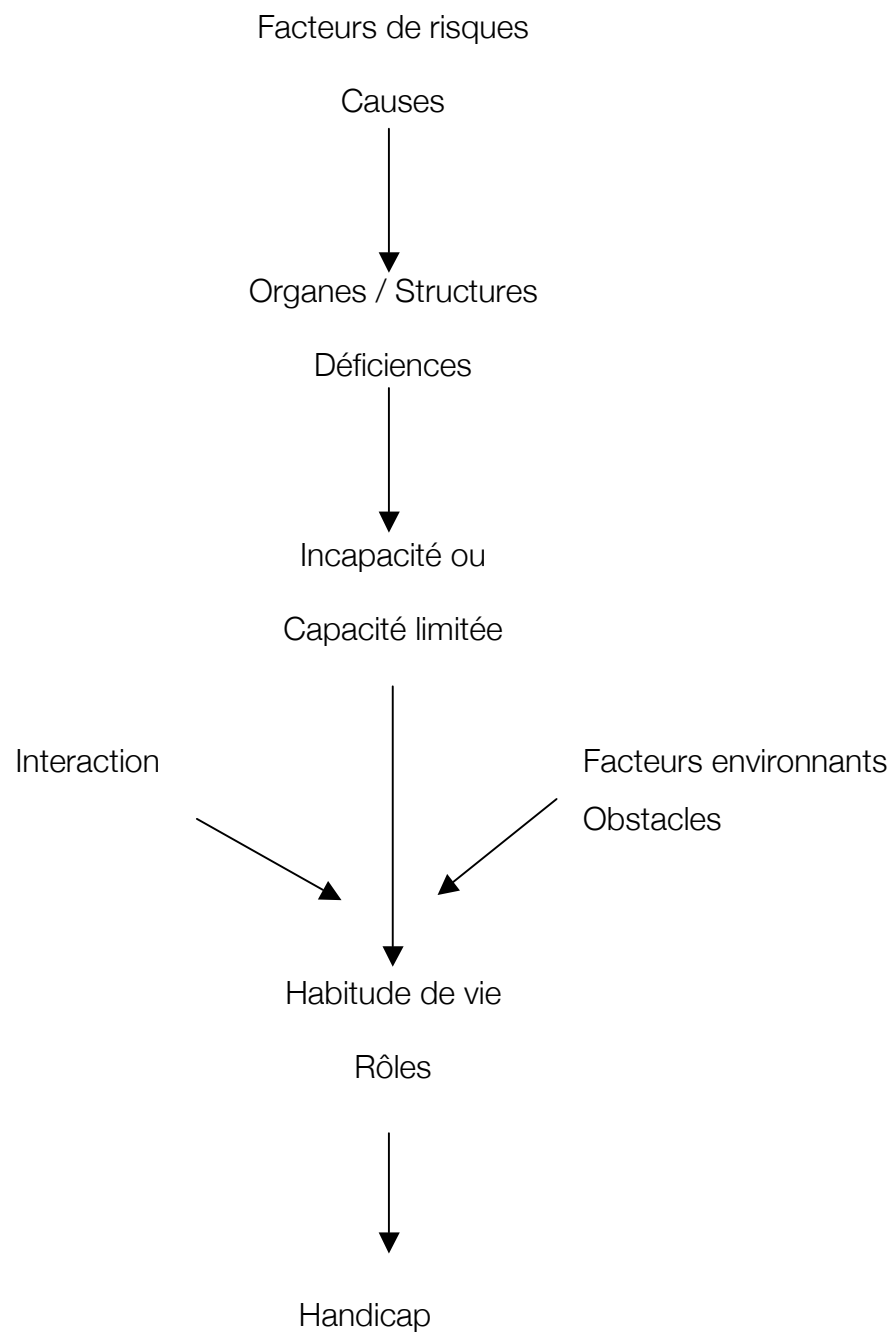 Facteurs de risques
Causes
Organes / Structures
Déficiences
Incapacité ou
Capacité limitée
Interaction
Facteurs environnants
Obstacles
Habitude de vie
Rôles
Handicap